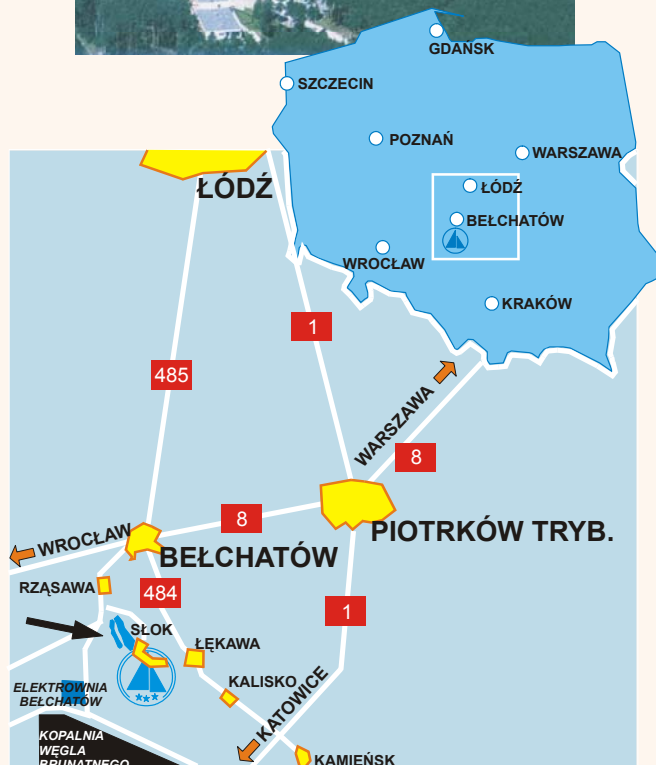 GDAŃSK
SZCZECIN
POZNAŃ
WARSZAWA
ŁÓDŹ
BEŁCHATÓW
WROCŁAW
KRAKÓW
ŁÓDŹ
1
485
WARSZAWA
8
8
PIOTRKÓW TRYB.
WROCŁAW
BEŁCHATÓW
RZĄSAWA
484
1
SŁOK
ŁĘKAWA
KALISKO
ELEKTROWNIA
BEŁCHATÓW
KATOWICE
KOPALNIA
WĘGLA
BRUNATNEGO
KAMIEŃSK